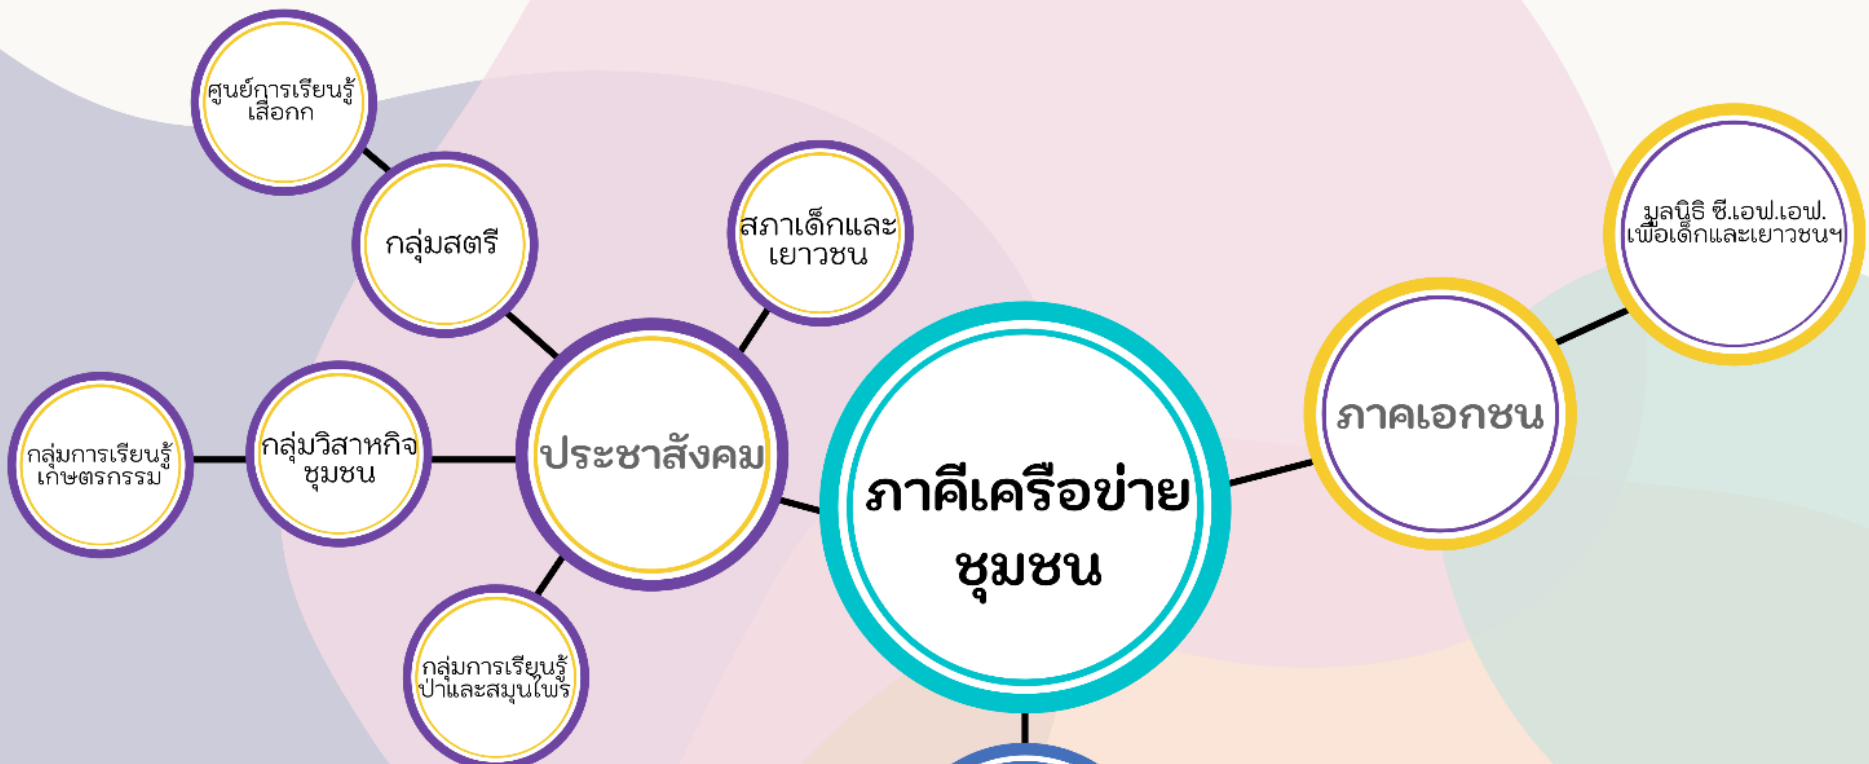 ศูนย์การเรียนรู้
เสื่อกก
กลุ่มสตรี
สภาเด็กและ
เยาวชน
มูลนิธิ ซี.เอฟ.เอฟ.
เพื่อเด็กและเยาวชนฯ
ภาคเอกชน
กลุ่มการเรียนรู้
เกษตรกรรม
กลุ่มวิสาหกิจ
ชุมชน
ประชาสังคม
ภาคีเครือข่าย
ชุมชน
กลุ่มการเรียนรู้
ป่าและสมุนไพร